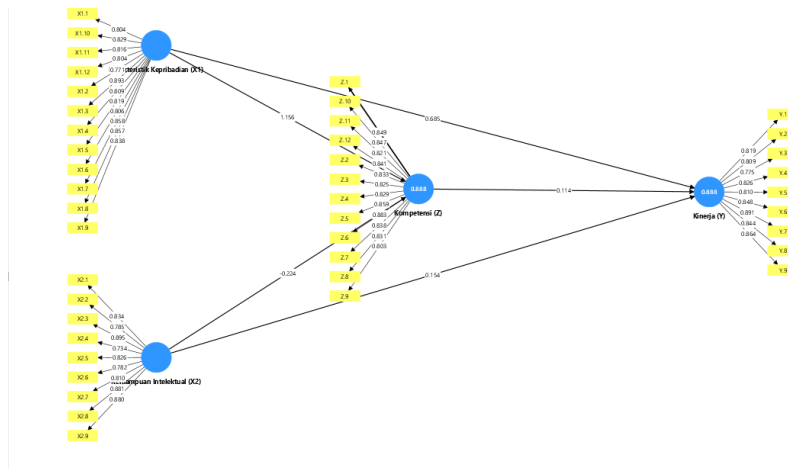 X1.1
X1.10
X1.11
X1.12
X1.2
X1.3
X1.4
X1.5
X1.6
X1.7
X1.8
X1.9
0.804
0.829
0.816
0.804
0.771
0.893
0.809
0.819
0.806
0.858
0.857
0.838
Kepribadian (X1)
1.156
0.685
Z.1
Z.10
Z.11
Z.12
Z.2
Z.3
Z.4
Z.5
Z.6
Z.7
Z.8
Z.9
0.849
0.847
0.821
0.841
0.833
0.825
0.829
0.859
0.883
0.838
0.831
0.803
0.888
Kompetensi (Z)
0.114
Y.1
Y.2
Y.3
Y.4
Y.5
Y.6
Y.7
Y.8
Y.9
0.819
0.809
0.775
0.826
0.810
0.848
0.891
0.844
0.864
0.888
Kinerja (Y)
-0.224
0.154
X2.1
X2.2
X2.3
X2.4
X2.5
X2.6
X2.7
X2.8
X2.9
0.834
0.785
0.895
0.734
0.826
0.782
0.810
0.881
0.880
Intelektual (X2)